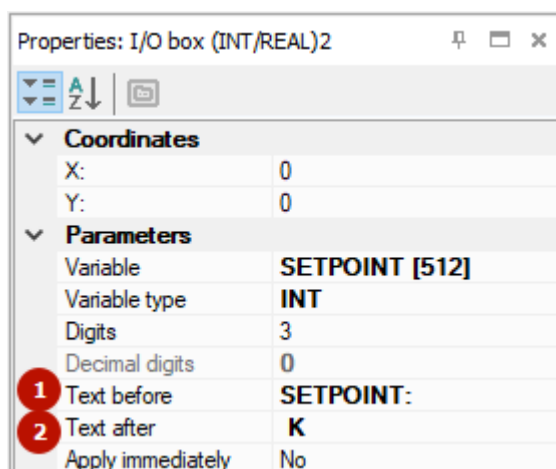 Properties: I/O box (INT/REAL)2
A
Z
Coordinates
X: 0
Y: 0
Parameters
Variable SETPOINT [512]
Variable type INT
Digits 3
Decimal digits 0
1 Text before SETPOINT:
2 Text after K
Apply immediately No